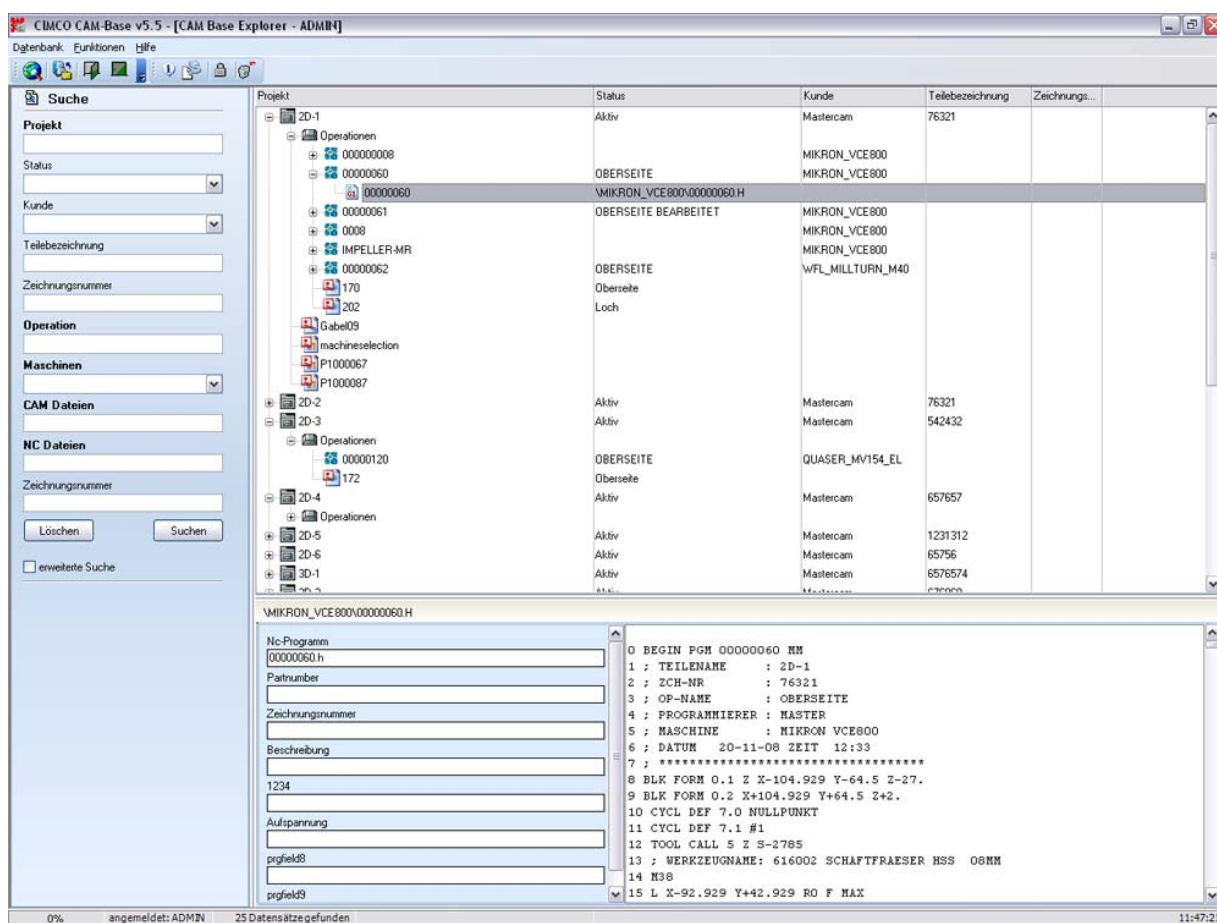 CIMCO CAM-Base v5.5 - [CAM Base Explorer - ADMIN]
Datenbank Funktionen Hilfe
Suche
Projekt
Status
Kunde
Teilebezeichnung
Zeichnungsnummer
Operation
Maschinen
CAM Dateien
NC Dateien
Zeichnungsnummer
Löschen Suchen
erweiterte Suche
Projekt Status Kunde Teilebezeichnung Zeichnungs...
2D-1 Aktiv Mastercam 76321
Operationen
000000008 MIKRON_VCE800
00000060 OBERSEITE MIKRON_VCE800
00000060 \MIKRON_VCE800\00000060.H
00000061 OBERSEITE BEARBEITET MIKRON_VCE800
0008 MIKRON_VCE800
IMPELLER-MR MIKRON_VCE800
00000062 OBERSEITE WFL_MILLTURN_M40
170 Oberseite
202 Loch
Gabel09
machineselection
P1000067
P1000087
2D-2 Aktiv Mastercam 76321
2D-3 Aktiv Mastercam 542432
Operationen
00000120 OBERSEITE QUASER_MV154_EL
172 Oberseite
2D-4 Aktiv Mastercam 657657
Operationen
2D-5 Aktiv Mastercam 1231312
2D-6 Aktiv Mastercam 65756
3D-1 Aktiv Mastercam 6576574
\MIKRON_VCE800\00000060.H
Nc-Programm
00000060.h
Partnumber
Zeichnungsnummer
Beschreibung
1234
Aufspannung
prgfield8
prgfield9
0 BEGIN PGM 00000060 MM
1 ; TEILENAME : 2D-1
2 ; ZCH-NR : 76321
3 ; OP-NAME : OBERSEITE
4 ; PROGRAMMIERER : MASTER
5 ; MASCHINE : MIKRON VCE800
6 ; DATUM 20-11-08 ZEIT 12:33
7 ; ************************************
8 BLK FORM 0.1 Z X-104.929 Y-64.5 Z-27.
9 BLK FORM 0.2 X+104.929 Y+64.5 Z+2.
10 CYCL DEF 7.0 NULLPUNKT
11 CYCL DEF 7.1 #1
12 TOOL CALL 5 Z S-2785
13 ; WERKZEUGNAME: 616002 SCHAFTFRAESER HSS 08MM
14 M38
15 L X-92.929 Y+42.929 R0 F MAX
0% angemeldet: ADMIN 25 Datensätze gefunden 11:47:2